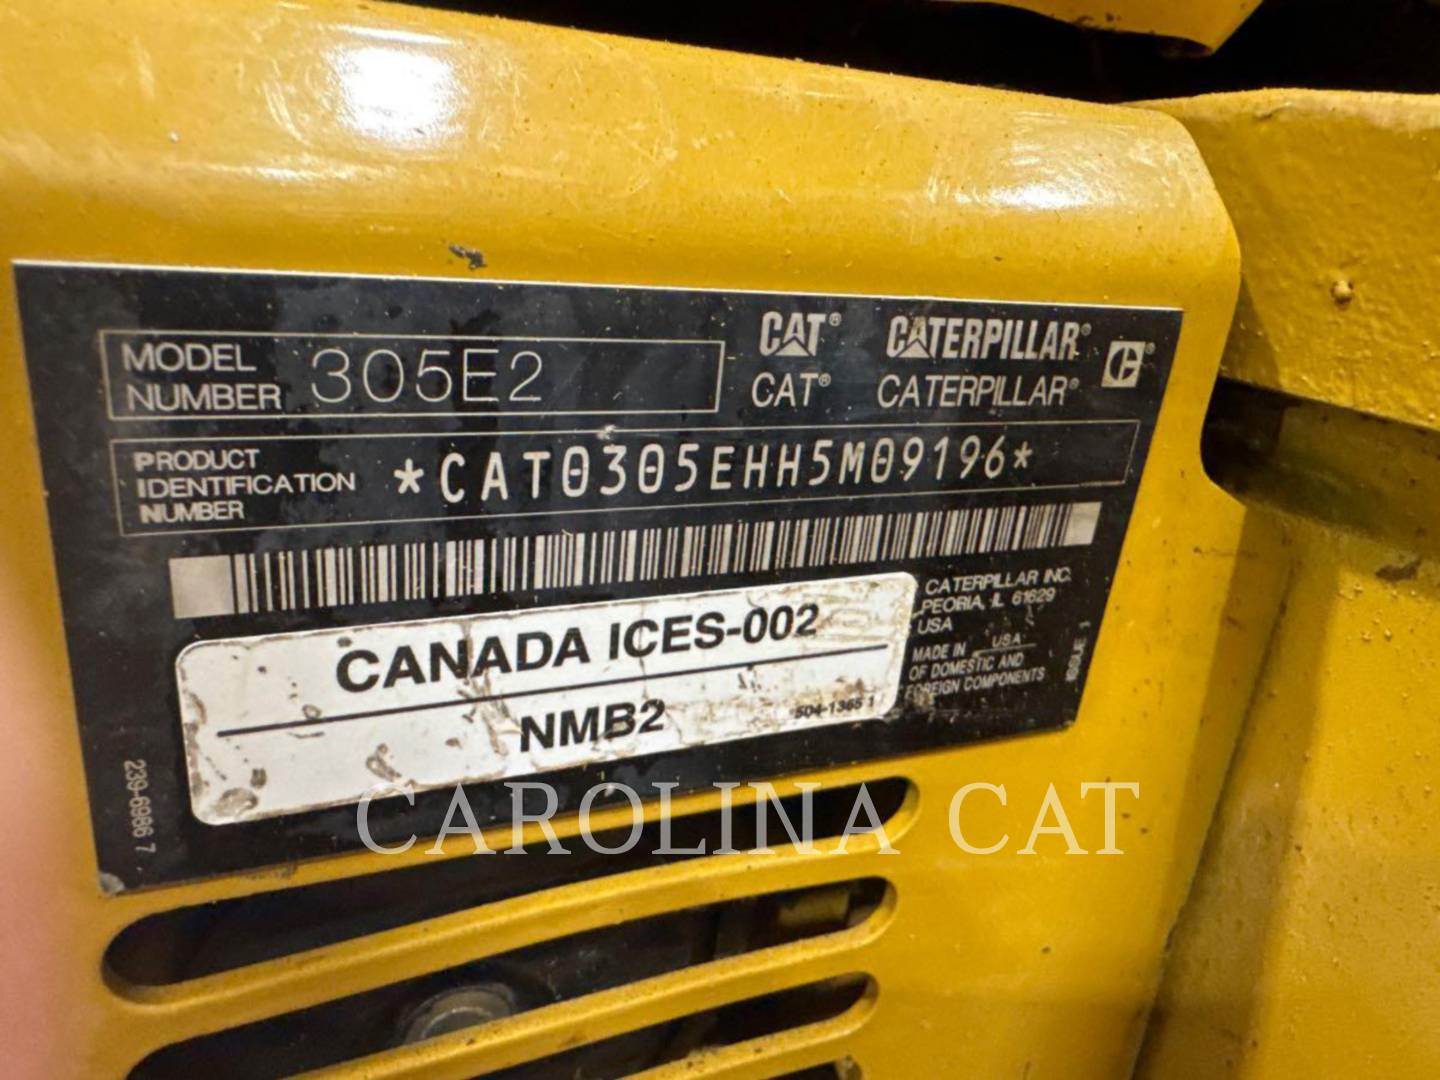 MODEL NUMBER 305E2
CAT® CATERPILLAR®
CAT® CATERPILLAR®
PRODUCT
IDENTIFICATION
NUMBER
*CAT0305EHH5M09196*
CANADA ICES-002
NMB2
504-1365 1
CATERPILLAR INC.
PEORIA, IL 61629
USA
MADE IN USA
OF DOMESTIC AND
FOREIGN COMPONENTS
ISSUE 1
239-6986 7
CAROLINA CAT